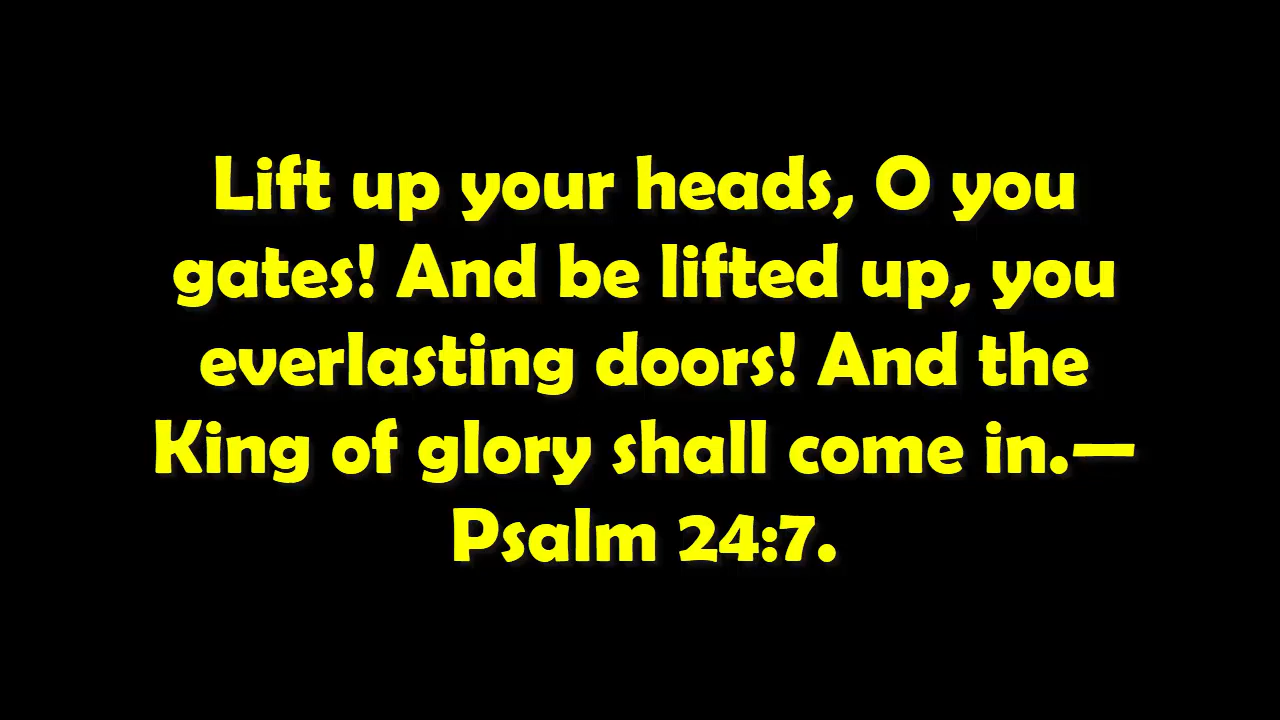 Lift up your heads, O you
gates! And be lifted up, you
everlasting doors! And the
King of glory shall come in.—
Psalm 24:7.